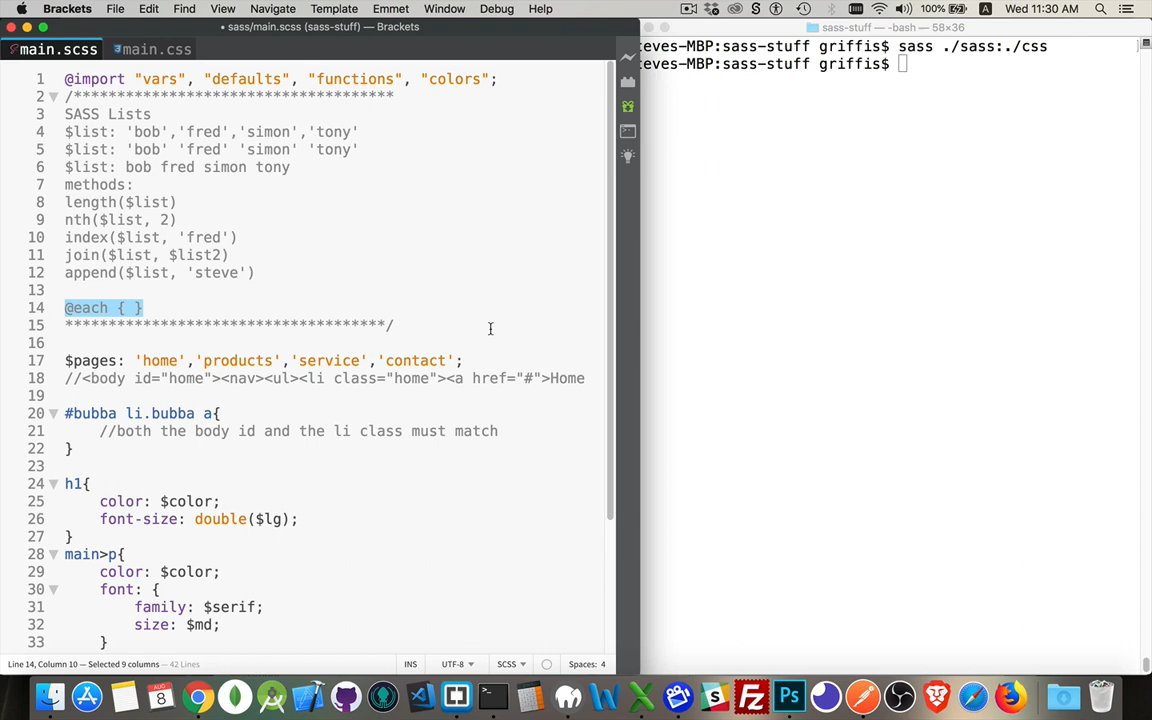 Brackets File Edit Find View Navigate Template Emmet Window Debug Help 100% Wed 11:30 AM
• sass/main.scss (sass-stuff) — Brackets
sass-stuff — -bash — 58×36
main.scss
main.css
teves-MBP:sass-stuff griffis$ sass ./sass:./css
teves-MBP:sass-stuff griffis$
1 @import "vars", "defaults", "functions", "colors";
2 /*************************************
3 SASS Lists
4 $list: 'bob','fred','simon','tony'
5 $list: 'bob' 'fred' 'simon' 'tony'
6 $list: bob fred simon tony
7 methods:
8 length($list)
9 nth($list, 2)
10 index($list, 'fred')
11 join($list, $list2)
12 append($list, 'steve')
13
14 @each { }
15 *************************************/
16
17 $pages: 'home','products','service','contact';
18 //<body id="home"><nav><ul><li class="home"><a href="#">Home
19
20 #bubba li.bubba a{
21 //both the body id and the li class must match
22 }
23
24 h1{
25 color: $color;
26 font-size: double($lg);
27 }
28 main>p{
29 color: $color;
30 font: {
31 family: $serif;
32 size: $md;
33 }
Line 14, Column 10 — Selected 9 columns — 42 Lines
INS UTF-8 SCSS Spaces: 4